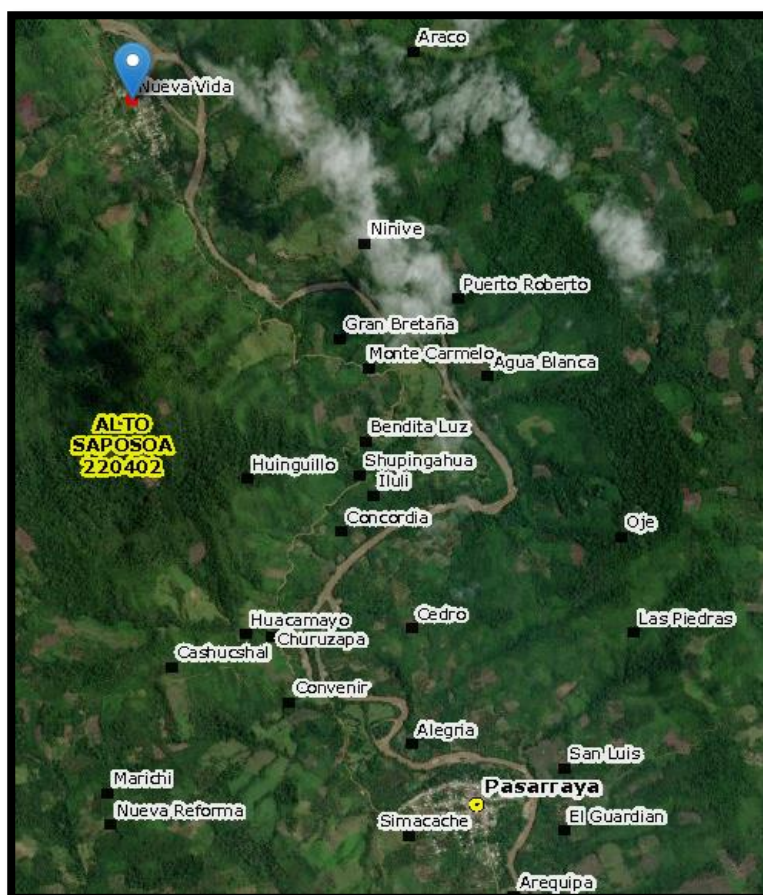 Araco
Nueva Vida
Ninive
Puerto Roberto
Gran Bretaña
Monte Carmelo
Agua Blanca
ALTO
SAPOSOA
220402
Bendita Luz
Huinguillo
Shupingahua
Iluli
Concordia
Oje
Huacamayo
Cedro
Las Piedras
Churuzapa
Cashucshal
Convenir
Alegria
San Luis
Marichi
Pasarraya
Nueva Reforma
Simacache
El Guardian
Arequipa